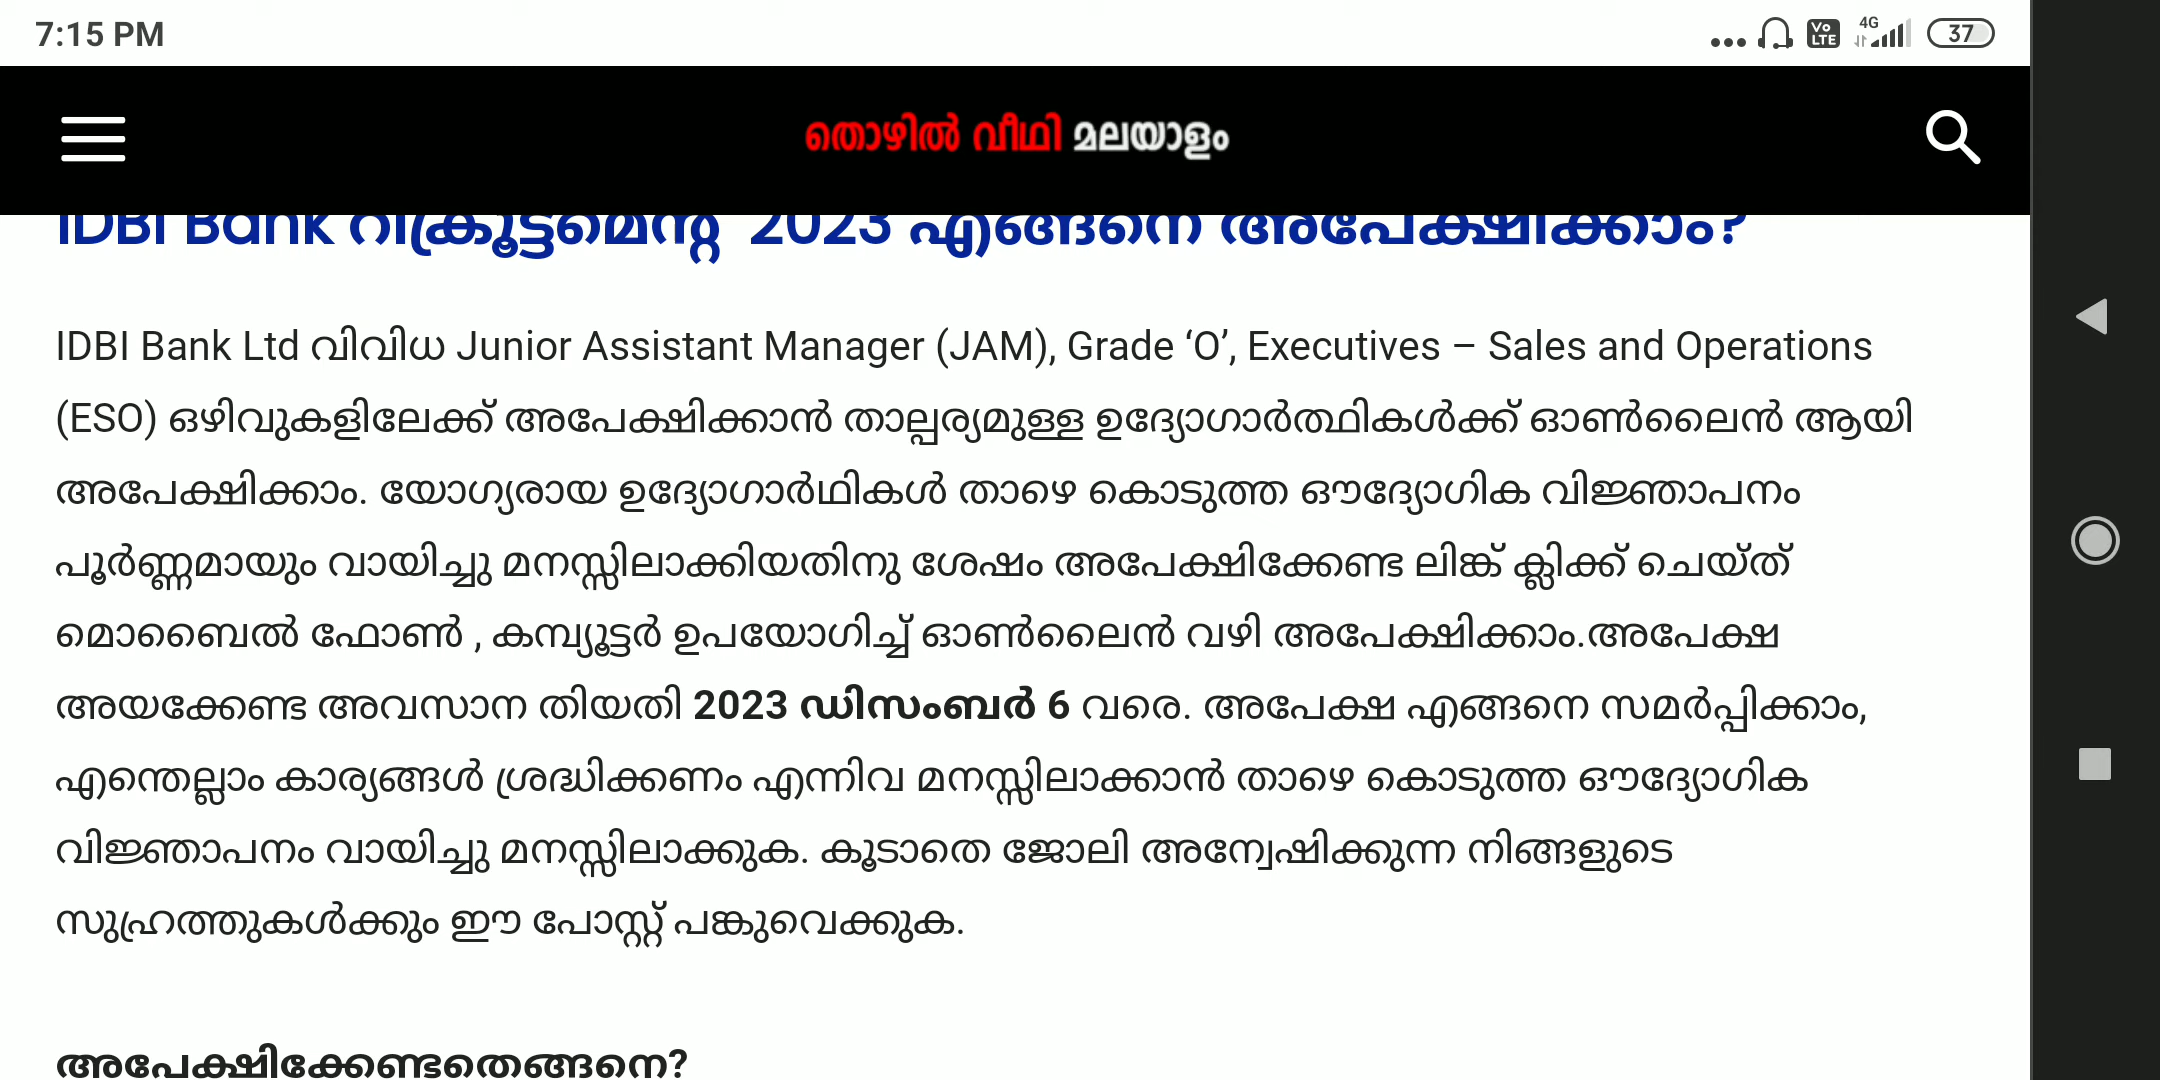 7:15 PM
4G
Vo
LTE
37
തൊഴിൽ വീഥി മലയാളം
IDBI Bank റിക്രൂട്ട്മെന്റ് 2023 എങ്ങനെ അപേക്ഷിക്കാം?
IDBI Bank Ltd വിവിധ Junior Assistant Manager (JAM), Grade ‘O’, Executives – Sales and Operations
(ESO) ഒഴിവുകളിലേക്ക് അപേക്ഷിക്കാൻ താല്പര്യമുള്ള ഉദ്യോഗാർത്ഥികൾക്ക് ഓൺലൈൻ ആയി
അപേക്ഷിക്കാം. യോഗ്യരായ ഉദ്യോഗാർഥികൾ താഴെ കൊടുത്ത ഔദ്യോഗിക വിജ്ഞാപനം
പൂർണ്ണമായും വായിച്ചു മനസ്സിലാക്കിയതിനു ശേഷം അപേക്ഷിക്കേണ്ട ലിങ്ക് ക്ലിക്ക് ചെയ്ത്
മൊബൈൽ ഫോൺ , കമ്പ്യൂട്ടർ ഉപയോഗിച്ച് ഓൺലൈൻ വഴി അപേക്ഷിക്കാം.അപേക്ഷ
അയക്കേണ്ട അവസാന തിയതി 2023 ഡിസംബർ 6 വരെ. അപേക്ഷ എങ്ങനെ സമർപ്പിക്കാം,
എന്തെല്ലാം കാര്യങ്ങൾ ശ്രദ്ധിക്കണം എന്നിവ മനസ്സിലാക്കാൻ താഴെ കൊടുത്ത ഔദ്യോഗിക
വിജ്ഞാപനം വായിച്ചു മനസ്സിലാക്കുക. കൂടാതെ ജോലി അന്വേഷിക്കുന്ന നിങ്ങളുടെ
സുഹ്രത്തുകൾക്കും ഈ പോസ്റ്റ് പങ്കുവെക്കുക.
അപേക്ഷിക്കേണ്ടതെങ്ങനെ?